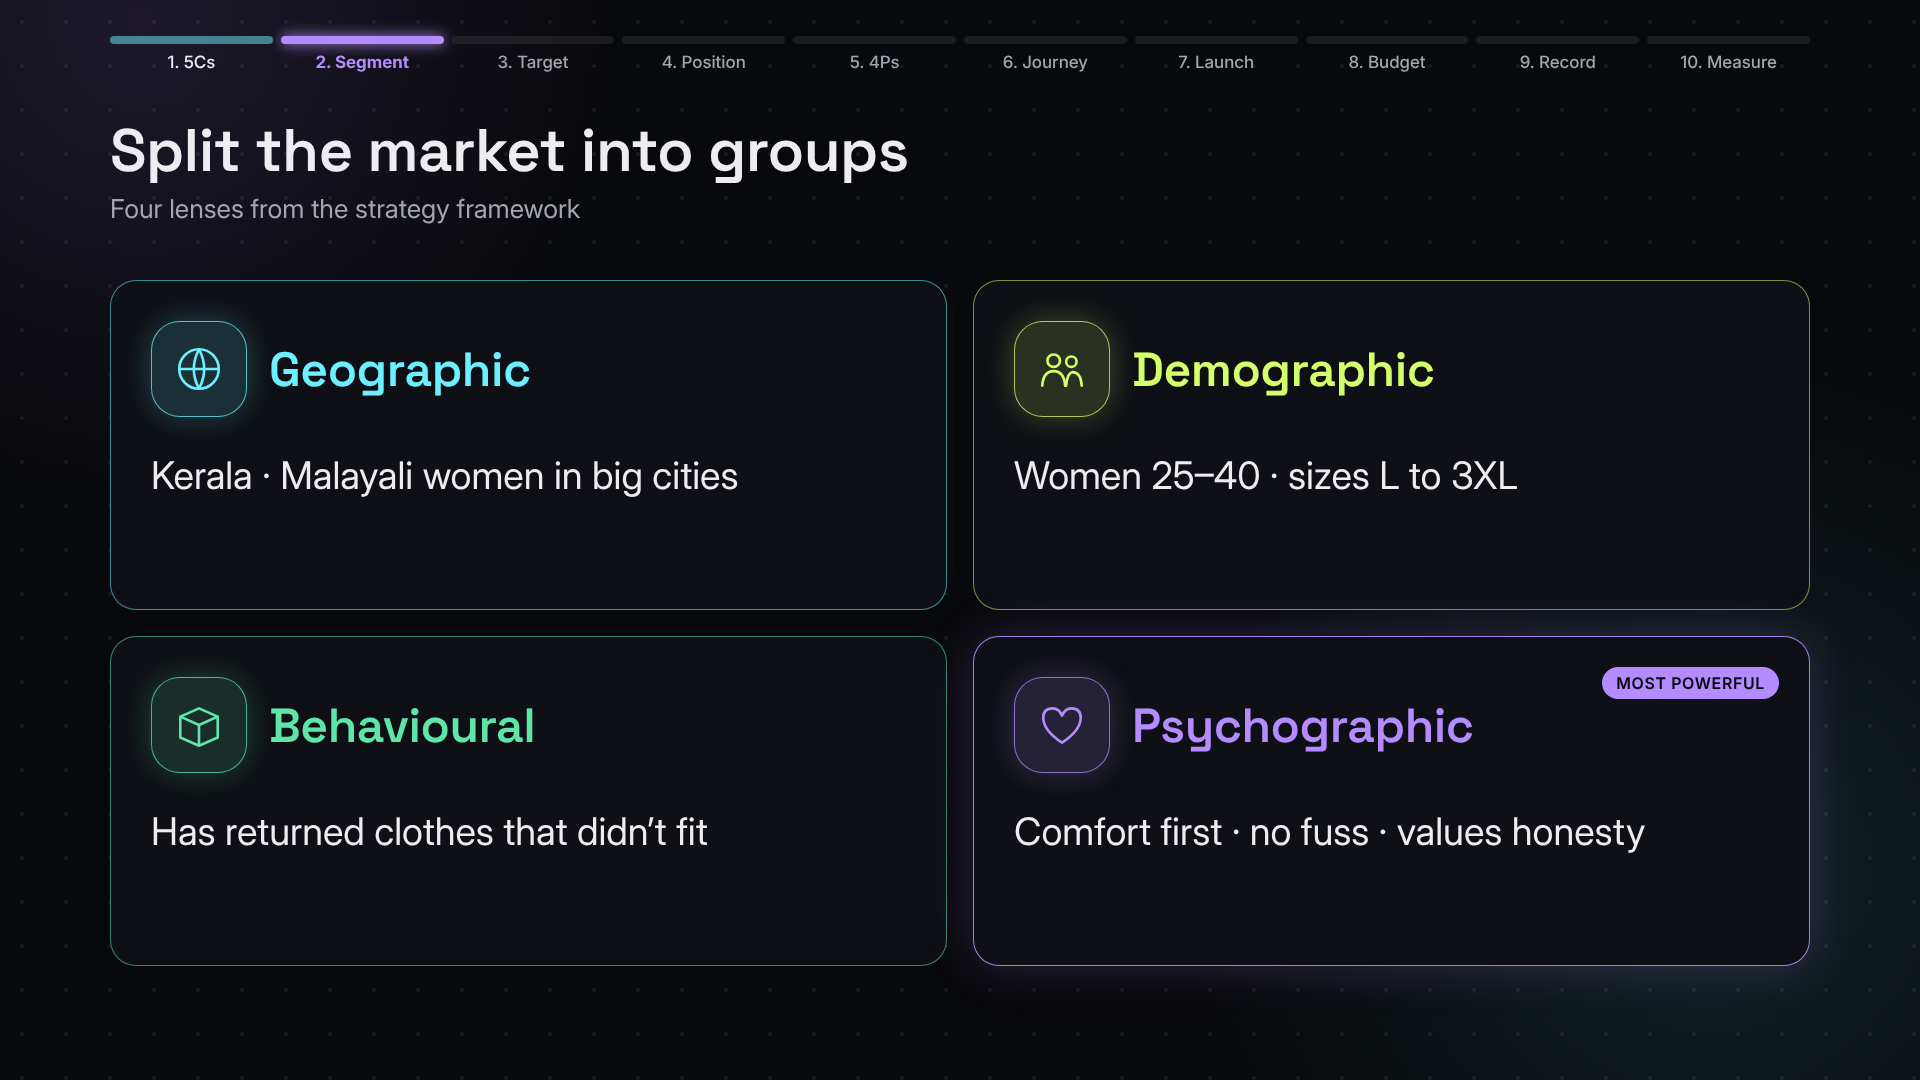 1. 5Cs
2. Segment
3. Target
4. Position
5. 4Ps
6. Journey
7. Launch
8. Budget
9. Record
10. Measure
Split the market into groups
Four lenses from the strategy framework
Geographic
Kerala · Malayali women in big cities
Demographic
Women 25–40 · sizes L to 3XL
Behavioural
Has returned clothes that didn’t fit
MOST POWERFUL
Psychographic
Comfort first · no fuss · values honesty